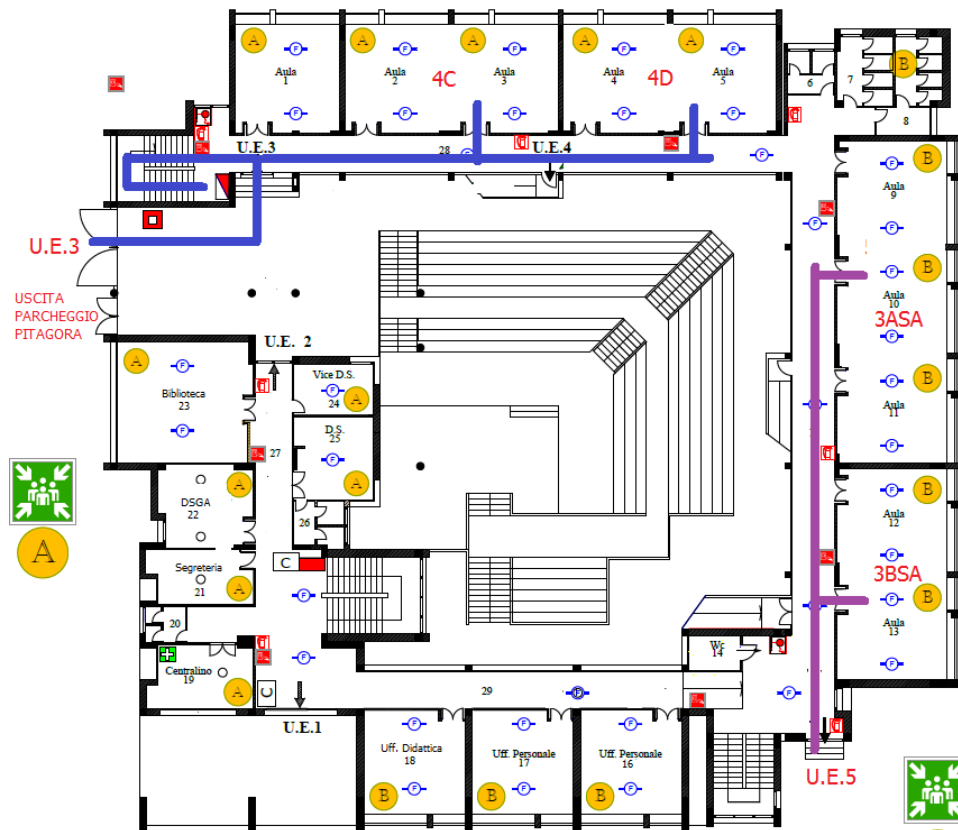 A
A
A
A
B
Aula
1
Aula
2
4C
Aula
3
Aula
4
4D
Aula
5
6
7
8
U.E.3
28
U.E.4
B
Aula
9
U.E.3
B
Aula
10
3ASA
USCITA
PARCHEGGIO
PITAGORA
U.E. 2
A
Biblioteca
23
Vice D.S.
24
A
B
Aula
11
D.S.
25
A
27
A
DSGA
22
26
B
Aula
12
A
Segreteria
21
A
C
3BSA
B
Aula
13
20
Centralino
19
A
C
Wc
14
29
U.E.1
Uff. Didattica
18
Uff. Personale
17
Uff. Personale
16
B
B
B
U.E.5